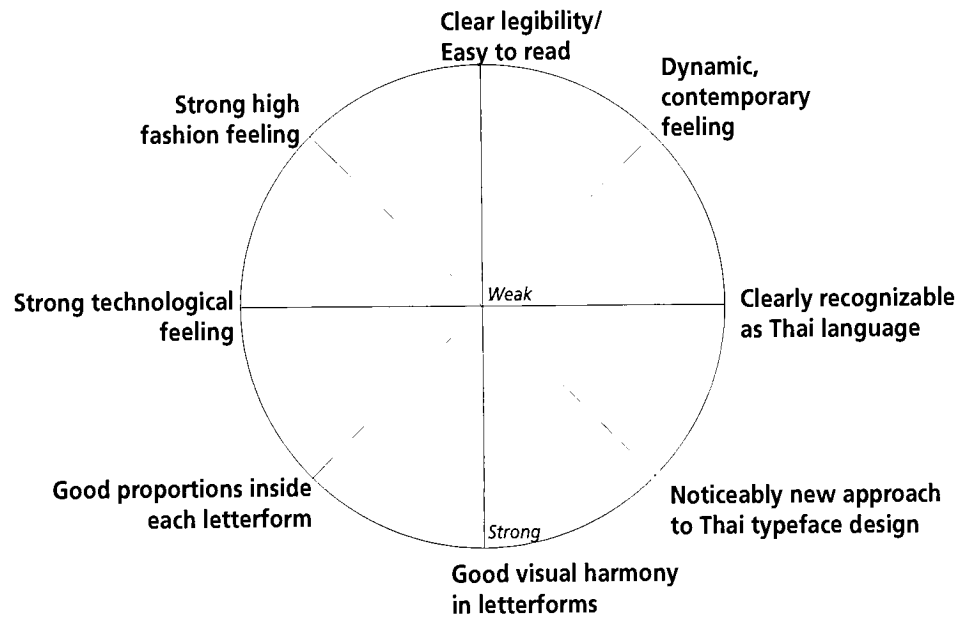 Clear legibility/
Easy to read
Dynamic,
contemporary
feeling
Strong high
fashion feeling
Weak
Strong technological
feeling
Clearly recognizable
as Thai language
Good proportions inside
each letterform
Noticeably new approach
to Thai typeface design
Strong
Good visual harmony
in letterforms